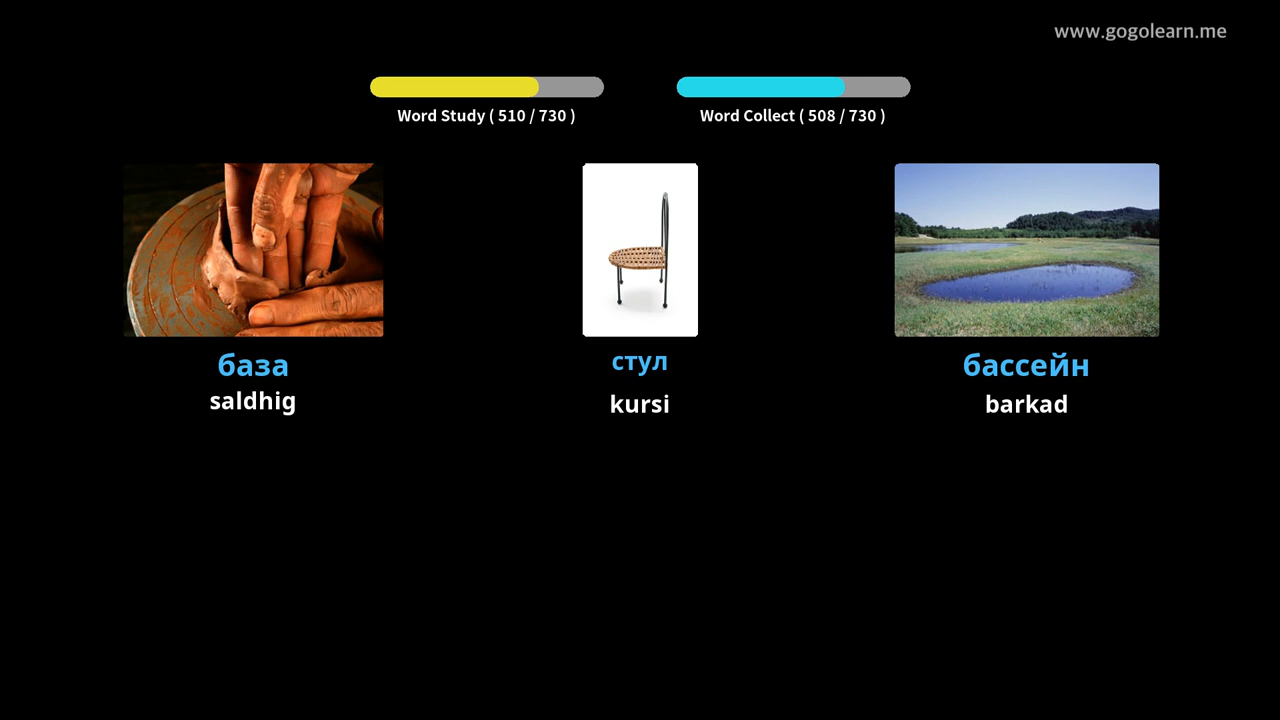 www.gogolearn.me
Word Study ( 510 / 730 )
Word Collect ( 508 / 730 )
база
saldhig
стул
kursi
бассейн
barkad